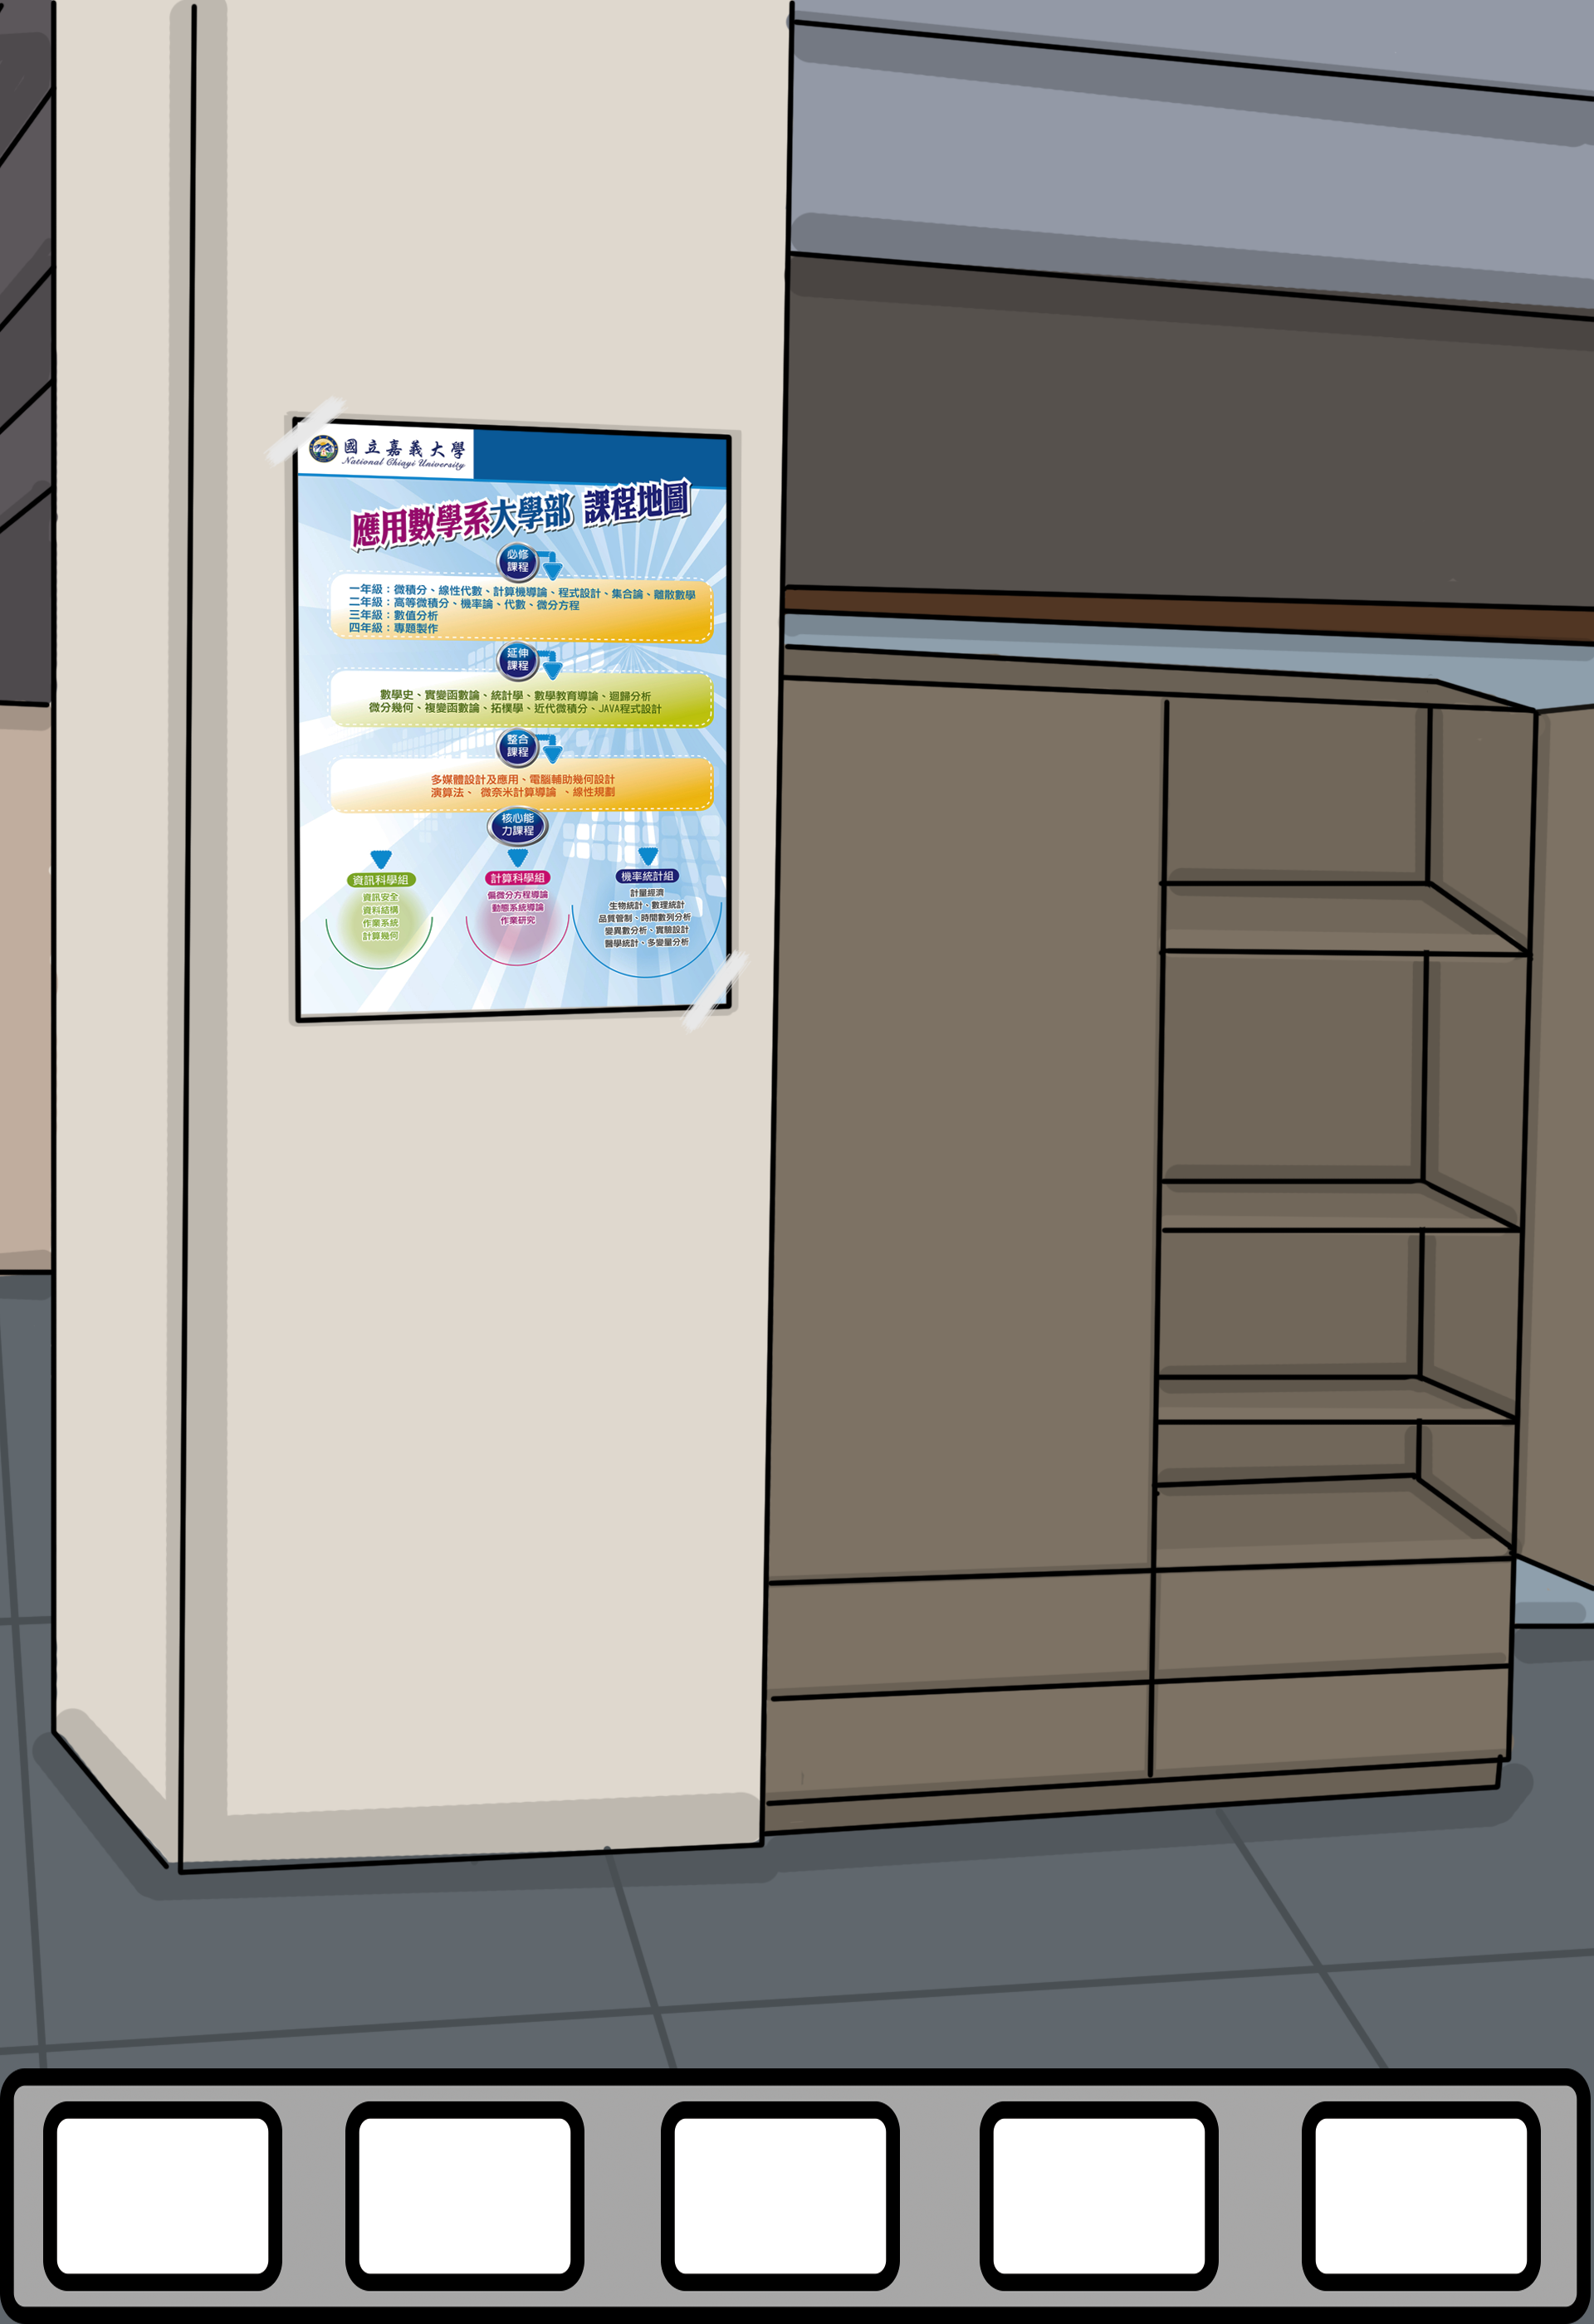 國立嘉義大學
National Chiayi University
應用數學系大學部 課程地圖
必修
課程
一年級：微積分、線性代數、計算機導論、程式設計、集合論、離散數學
二年級：高等微積分、機率論、代數、微分方程
三年級：數值分析
四年級：專題製作
延伸
課程
數學史、實變函數論、統計學、數學教育導論、迴歸分析
微分幾何、複變函數論、拓樸學、近代微積分、JAVA程式設計
整合
課程
多媒體設計及應用、電腦輔助幾何設計
演算法、 微奈米計算導論 、線性規劃
核心能
力課程
資訊科學組
資訊安全
資料結構
作業系統
計算幾何
計算科學組
偏微分方程導論
動態系統導論
作業研究
機率統計組
計量經濟
生物統計、數理統計
品質管制、時間數列分析
變異數分析、實驗設計
醫學統計、多變量分析